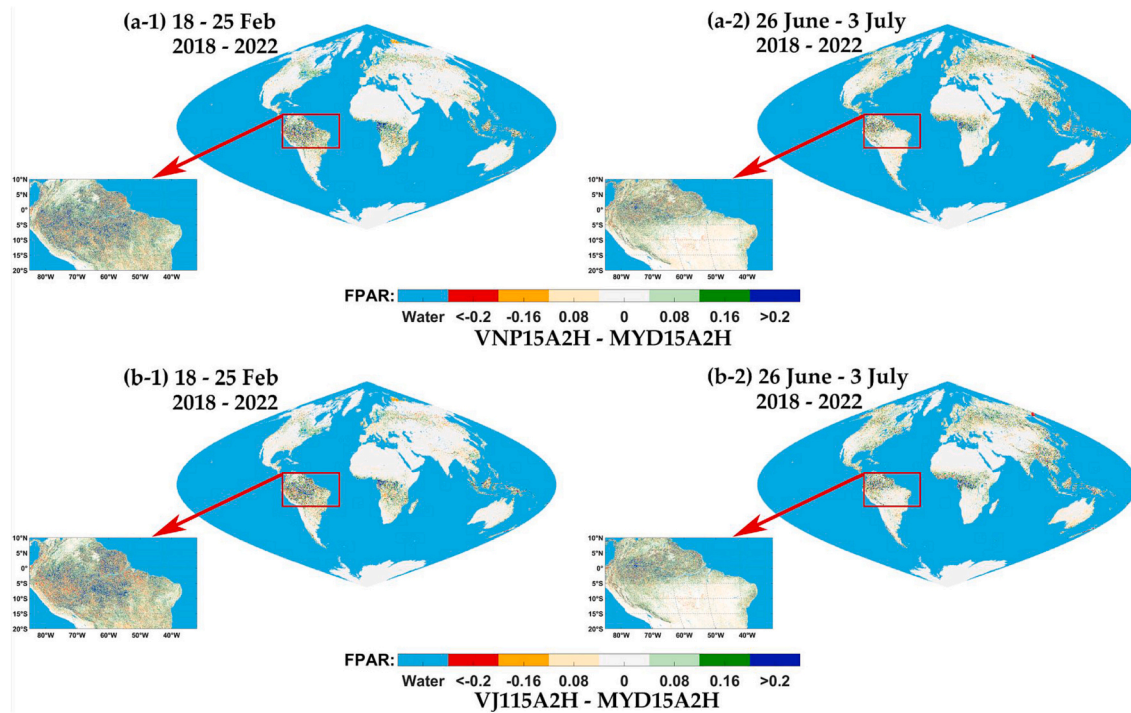 (a-1) 18 - 25 Feb
2018 - 2022
(a-2) 26 June - 3 July
2018 - 2022
10°N
5°N
0°
5°S
10°S
15°S
20°S
80°W 70°W 60°W 50°W 40°W
10°N
5°N
0°
5°S
10°S
15°S
20°S
80°W 70°W 60°W 50°W 40°W
FPAR:
Water <-0.2 -0.16 0.08 0 0.08 0.16 >0.2
VNP15A2H - MYD15A2H
(b-1) 18 - 25 Feb
2018 - 2022
(b-2) 26 June - 3 July
2018 - 2022
10°N
5°N
0°
5°S
10°S
15°S
20°S
80°W 70°W 60°W 50°W 40°W
10°N
5°N
0°
5°S
10°S
15°S
20°S
80°W 70°W 60°W 50°W 40°W
FPAR:
Water <-0.2 -0.16 0.08 0 0.08 0.16 >0.2
VJ115A2H - MYD15A2H